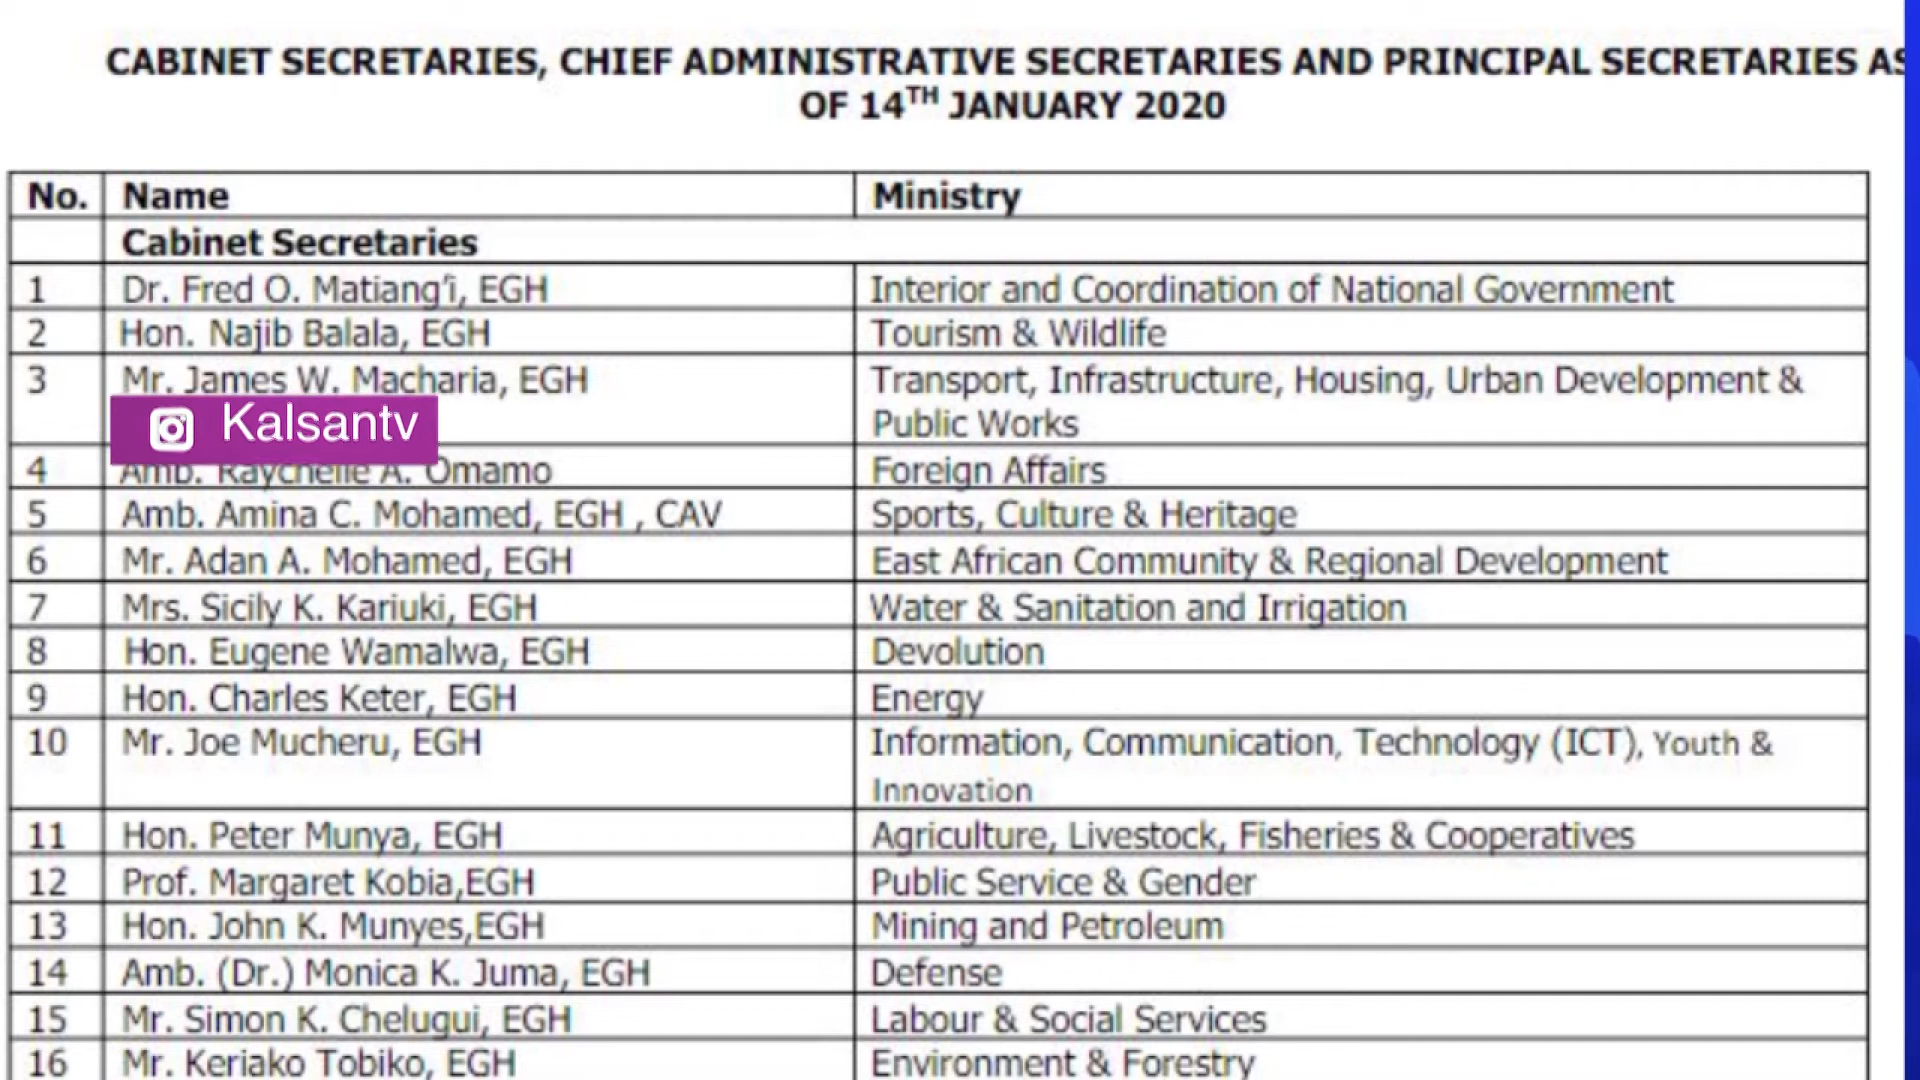 CABINET SECRETARIES, CHIEF ADMINISTRATIVE SECRETARIES AND PRINCIPAL SECRETARIES AS
OF 14TH JANUARY 2020
No. Name Ministry
Cabinet Secretaries
1 Dr. Fred O. Matiang'i, EGH Interior and Coordination of National Government
2 Hon. Najib Balala, EGH Tourism & Wildlife
3 Mr. James W. Macharia, EGH Transport, Infrastructure, Housing, Urban Development &
Public Works
Kalsantv
4 Amb. Raychelle A. Omamo Foreign Affairs
5 Amb. Amina C. Mohamed, EGH , CAV Sports, Culture & Heritage
6 Mr. Adan A. Mohamed, EGH East African Community & Regional Development
7 Mrs. Sicily K. Kariuki, EGH Water & Sanitation and Irrigation
8 Hon. Eugene Wamalwa, EGH Devolution
9 Hon. Charles Keter, EGH Energy
10 Mr. Joe Mucheru, EGH Information, Communication, Technology (ICT), Youth &
Innovation
11 Hon. Peter Munya, EGH Agriculture, Livestock, Fisheries & Cooperatives
12 Prof. Margaret Kobia,EGH Public Service & Gender
13 Hon. John K. Munyes,EGH Mining and Petroleum
14 Amb. (Dr.) Monica K. Juma, EGH Defense
15 Mr. Simon K. Chelugui, EGH Labour & Social Services
16 Mr. Keriako Tobiko, EGH Environment & Forestry